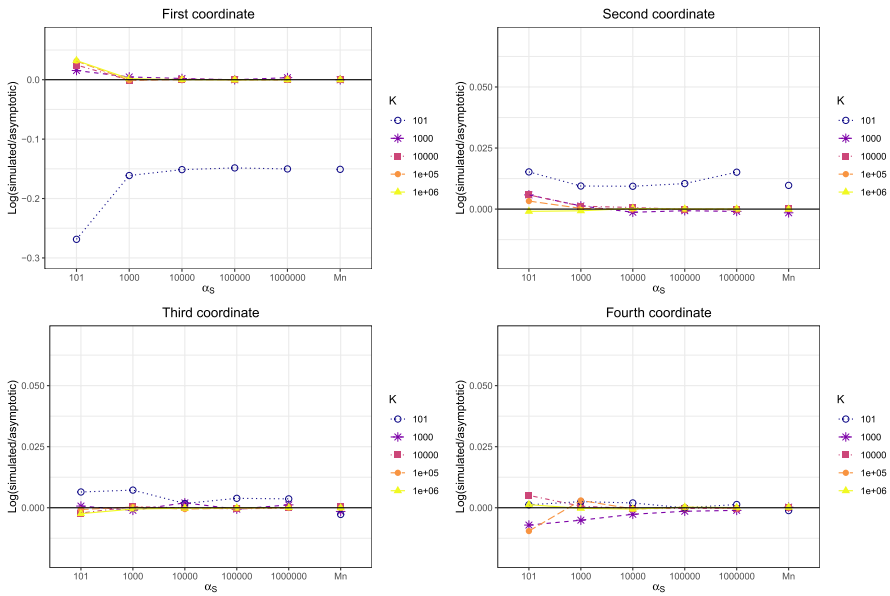 First coordinate
Log(simulated/asymptotic)
0.0
−0.1
−0.2
−0.3
101
1000
10000
100000
1000000
Mn
αS
K
101
1000
10000
1e+05
1e+06
Second coordinate
Log(simulated/asymptotic)
0.050
0.025
0.000
101
1000
10000
100000
1000000
Mn
αS
K
101
1000
10000
1e+05
1e+06
Third coordinate
Log(simulated/asymptotic)
0.050
0.025
0.000
101
1000
10000
100000
1000000
Mn
αS
K
101
1000
10000
1e+05
1e+06
Fourth coordinate
Log(simulated/asymptotic)
0.050
0.025
0.000
101
1000
10000
100000
1000000
Mn
αS
K
101
1000
10000
1e+05
1e+06